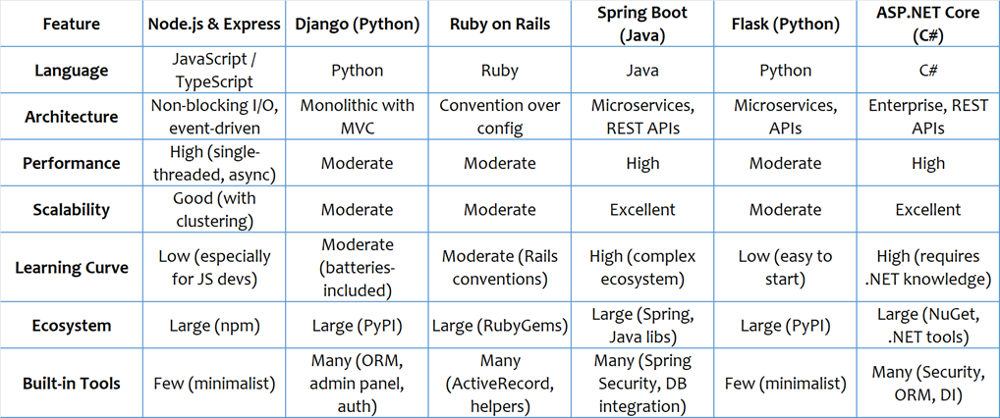 Feature
Node.js & Express
Django (Python)
Ruby on Rails
Spring Boot
(Java)
Flask (Python)
ASP.NET Core
(C#)
Language
JavaScript /
TypeScript
Python
Ruby
Java
Python
C#
Architecture
Non-blocking I/O,
event-driven
Monolithic with
MVC
Convention over
config
Microservices,
REST APIs
Microservices,
APIs
Enterprise, REST
APIs
Performance
High (single-
threaded, async)
Moderate
Moderate
High
Moderate
High
Scalability
Good (with
clustering)
Moderate
Moderate
Excellent
Moderate
Excellent
Learning Curve
Low (especially
for JS devs)
Moderate
(batteries-
included)
Moderate (Rails
conventions)
High (complex
ecosystem)
Low (easy to
start)
High (requires
.NET knowledge)
Ecosystem
Large (npm)
Large (PyPI)
Large (RubyGems)
Large (Spring,
Java libs)
Large (PyPI)
Large (NuGet,
.NET tools)
Built-in Tools
Few (minimalist)
Many (ORM,
admin panel,
auth)
Many
(ActiveRecord,
helpers)
Many (Spring
Security, DB
integration)
Few (minimalist)
Many (Security,
ORM, DI)